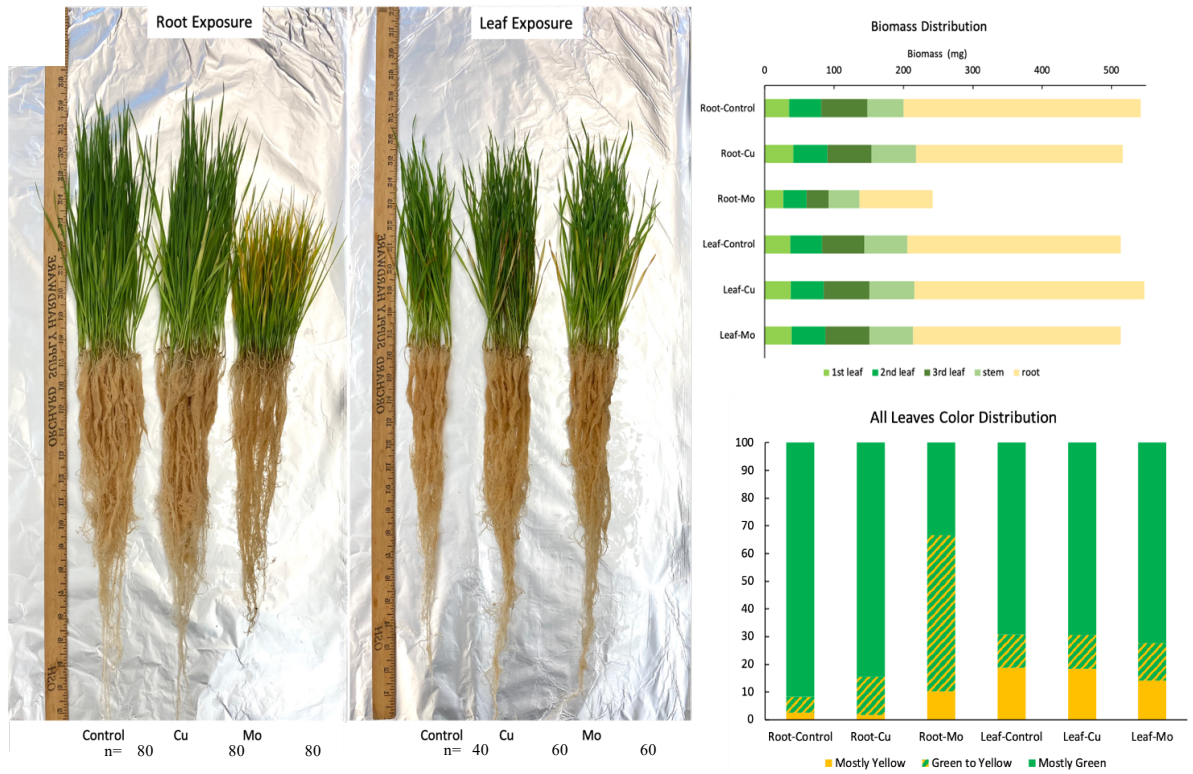 Root Exposure
Leaf Exposure
ORCHARD SUPPLY HARDWARE
OSH
ORCHARD SUPPLY HARDWARE
OSH
Control Cu Mo
n= 80 80 80
Control Cu Mo
n= 40 60 60
Biomass Distribution
Biomass (mg)
0 100 200 300 400 500
Root-Control
Root-Cu
Root-Mo
Leaf-Control
Leaf-Cu
Leaf-Mo
1st leaf 2nd leaf 3rd leaf stem root
All Leaves Color Distribution
100
90
80
70
60
50
40
30
20
10
0
Root-Control Root-Cu Root-Mo Leaf-Control Leaf-Cu Leaf-Mo
Mostly Yellow Green to Yellow Mostly Green